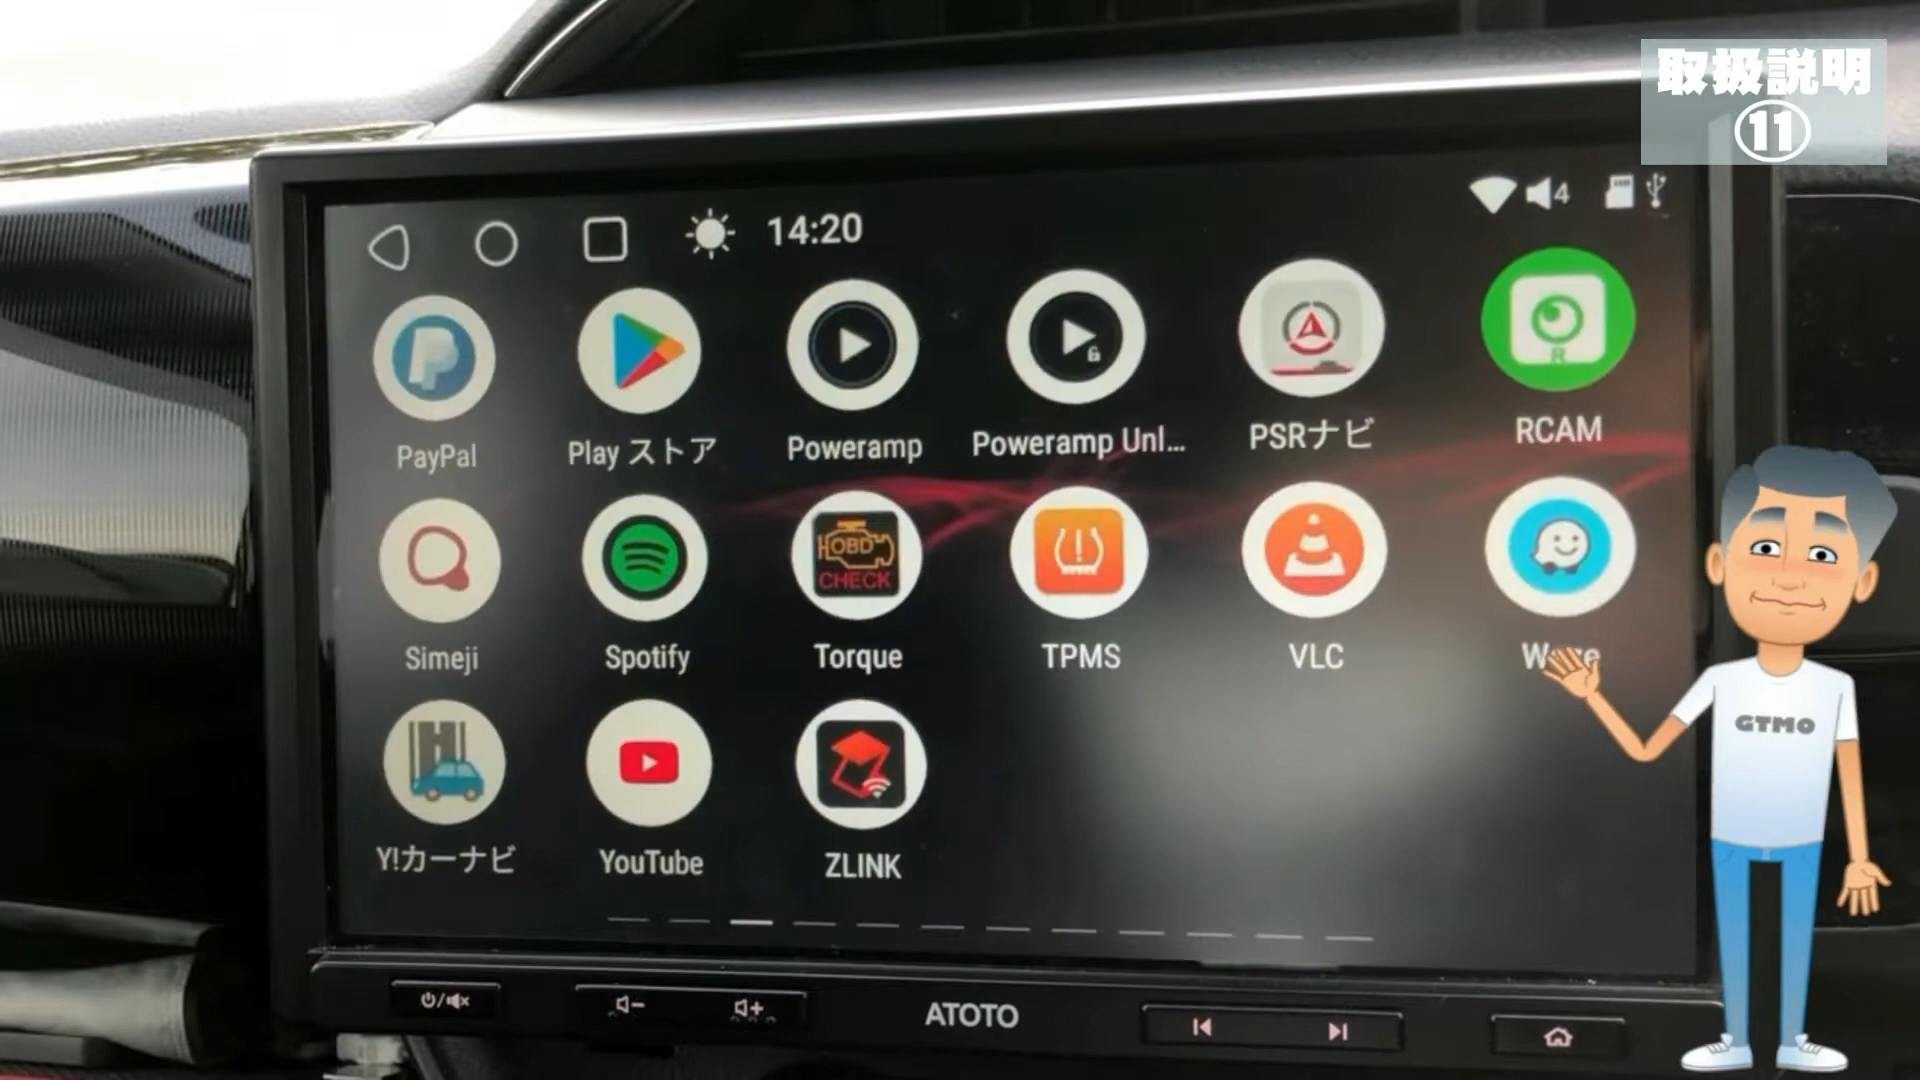 取扱説明
⑪
14:20
4
PayPal
Play ストア
Poweramp
Poweramp Unl...
PSRナビ
RCAM
R
OBD
CHECK
Simeji
Spotify
Torque
TPMS
VLC
GTMO
Y!カーナビ
YouTube
ZLINK
ATOTO